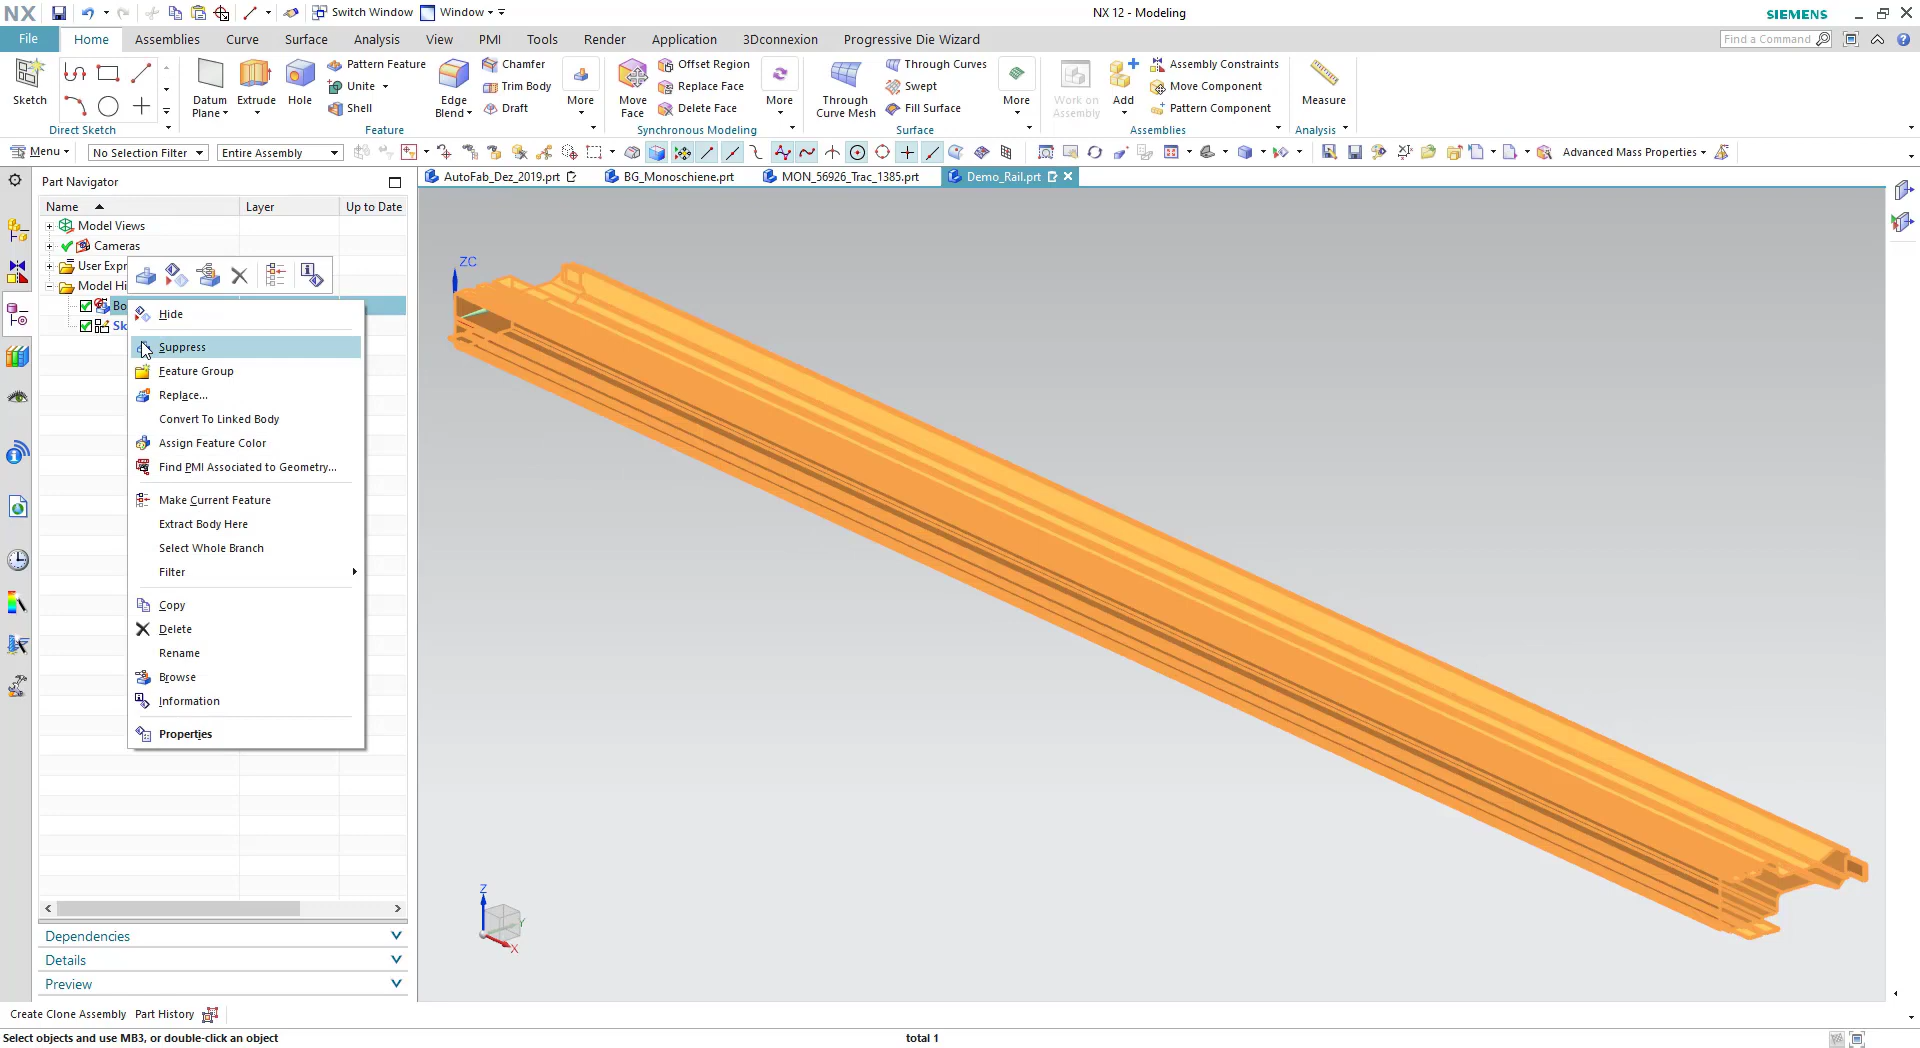 NX
Switch Window
Window
NX 12 - Modeling
SIEMENS
File
Home
Assemblies
Curve
Surface
Analysis
View
PMI
Tools
Render
Application
3Dconnexion
Progressive Die Wizard
Find a Command
Sketch
Direct Sketch
Datum
Plane
Extrude
Hole
Pattern Feature
Unite
Shell
Edge
Blend
Chamfer
Trim Body
Draft
More
Feature
Move
Face
Offset Region
Replace Face
Delete Face
More
Synchronous Modeling
Through
Curve Mesh
Through Curves
Swept
Fill Surface
More
Surface
Work on
Assembly
Add
Assembly Constraints
Move Component
Pattern Component
Assemblies
Measure
Analysis
Menu
No Selection Filter
Entire Assembly
Advanced Mass Properties
Part Navigator
AutoFab_Dez_2019.prt
BG_Monoschiene.prt
MON_56926_Trac_1385.prt
Demo_Rail.prt
Name
Layer
Up to Date
Model Views
Cameras
User Expr
Model Hi
Bo
Sk
Hide
Suppress
Feature Group
Replace...
Convert To Linked Body
Assign Feature Color
Find PMI Associated to Geometry...
Make Current Feature
Extract Body Here
Select Whole Branch
Filter
Copy
Delete
Rename
Browse
Information
Properties
ZC
Z
Y
X
Dependencies
Details
Preview
Create Clone Assembly
Part History
Select objects and use MB3, or double-click an object
total 1